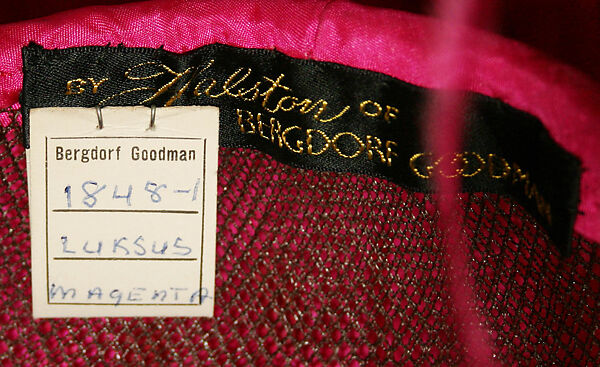 BY Halston OF
BERGDORF GOODMAN
Bergdorf Goodman
1848-1
LUKSUS
MAGENTA